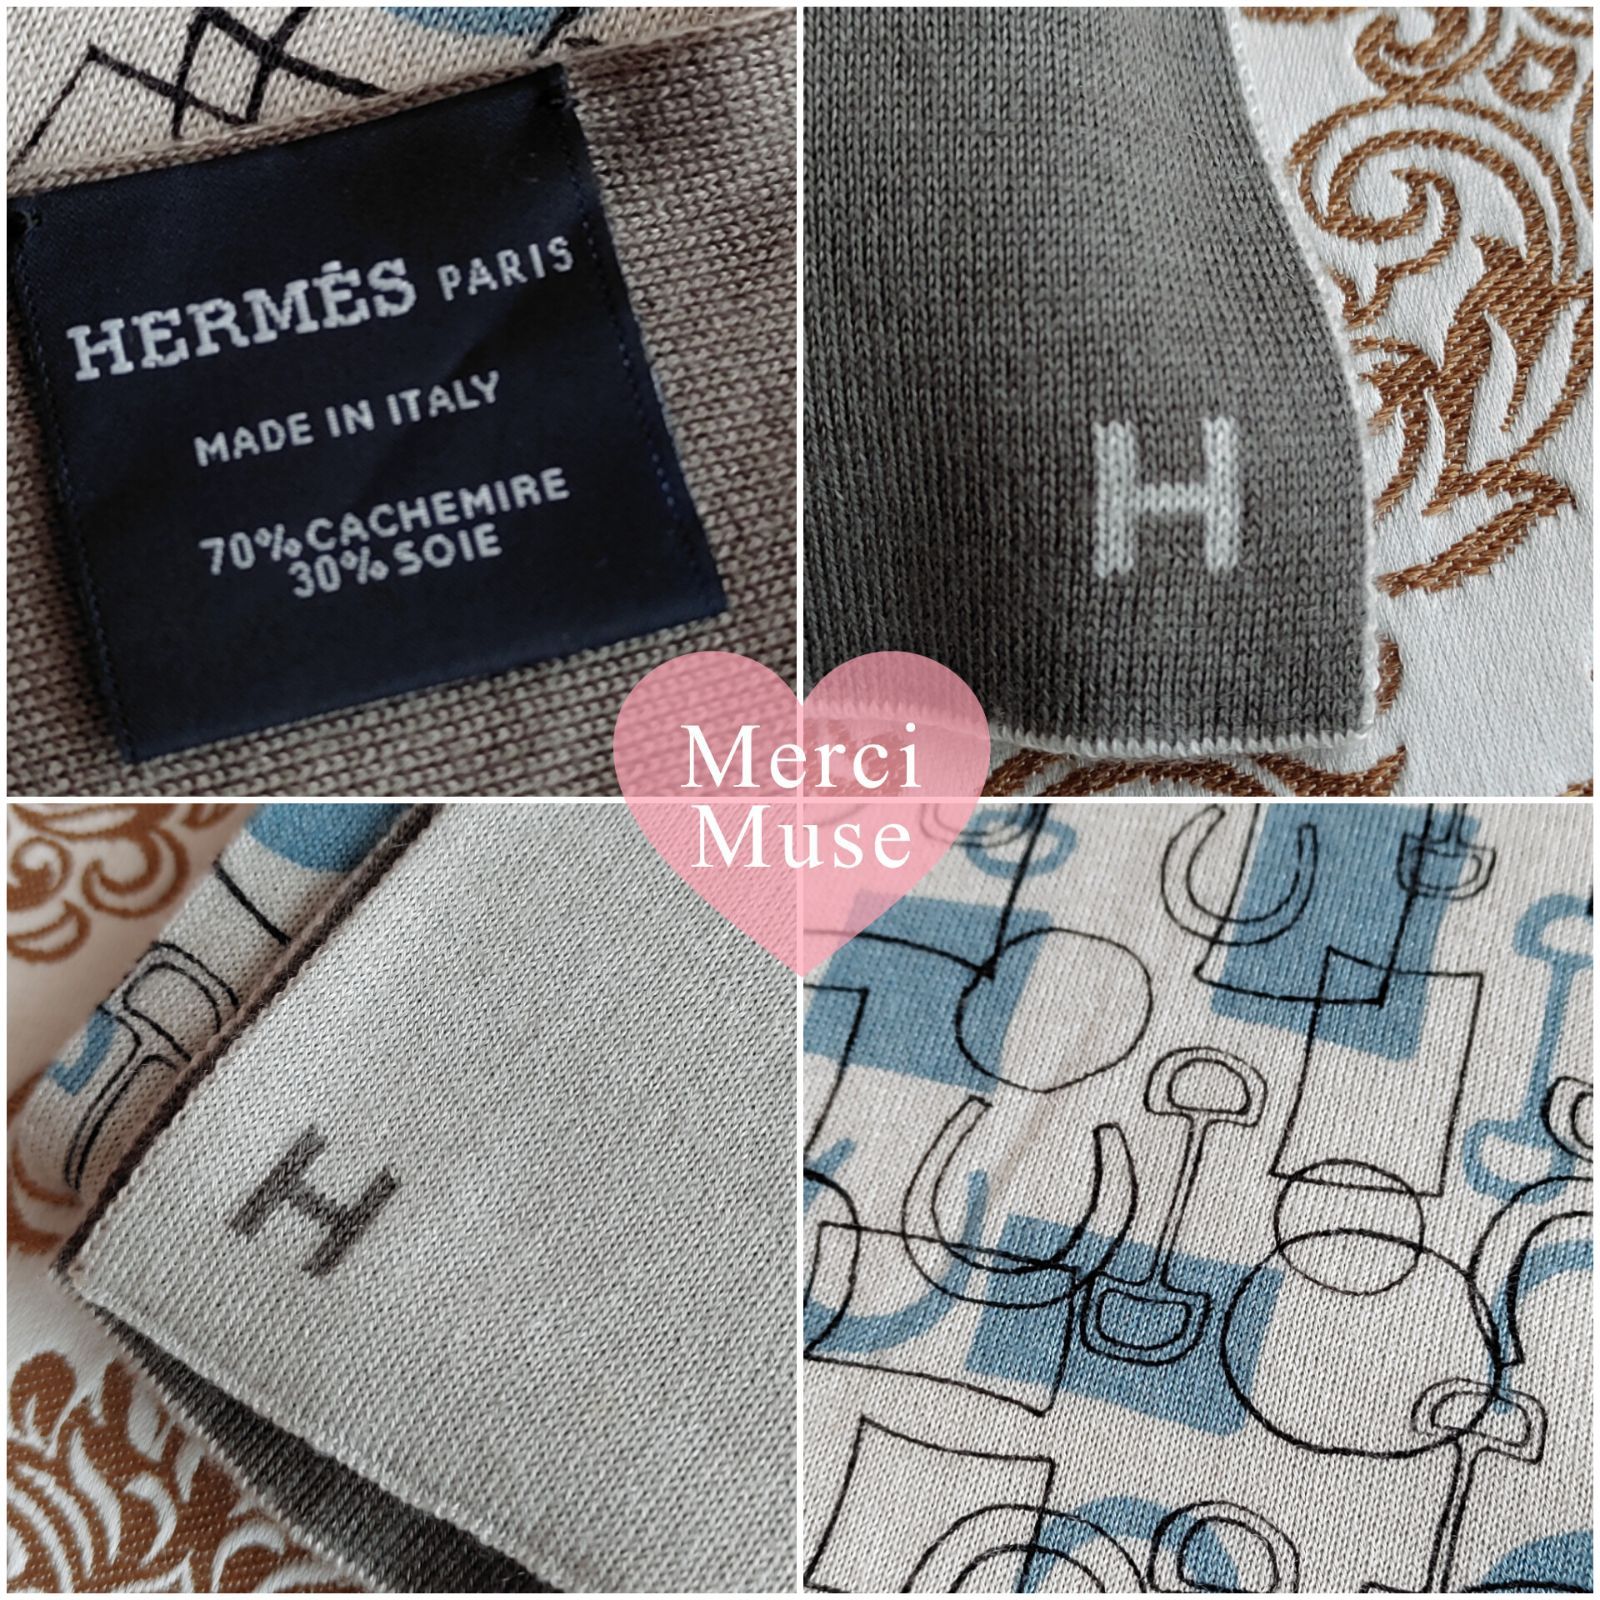 HERMÈS PARIS
MADE IN ITALY
70% CACHEMIRE
30% SOIE
H
Merci
Muse
H